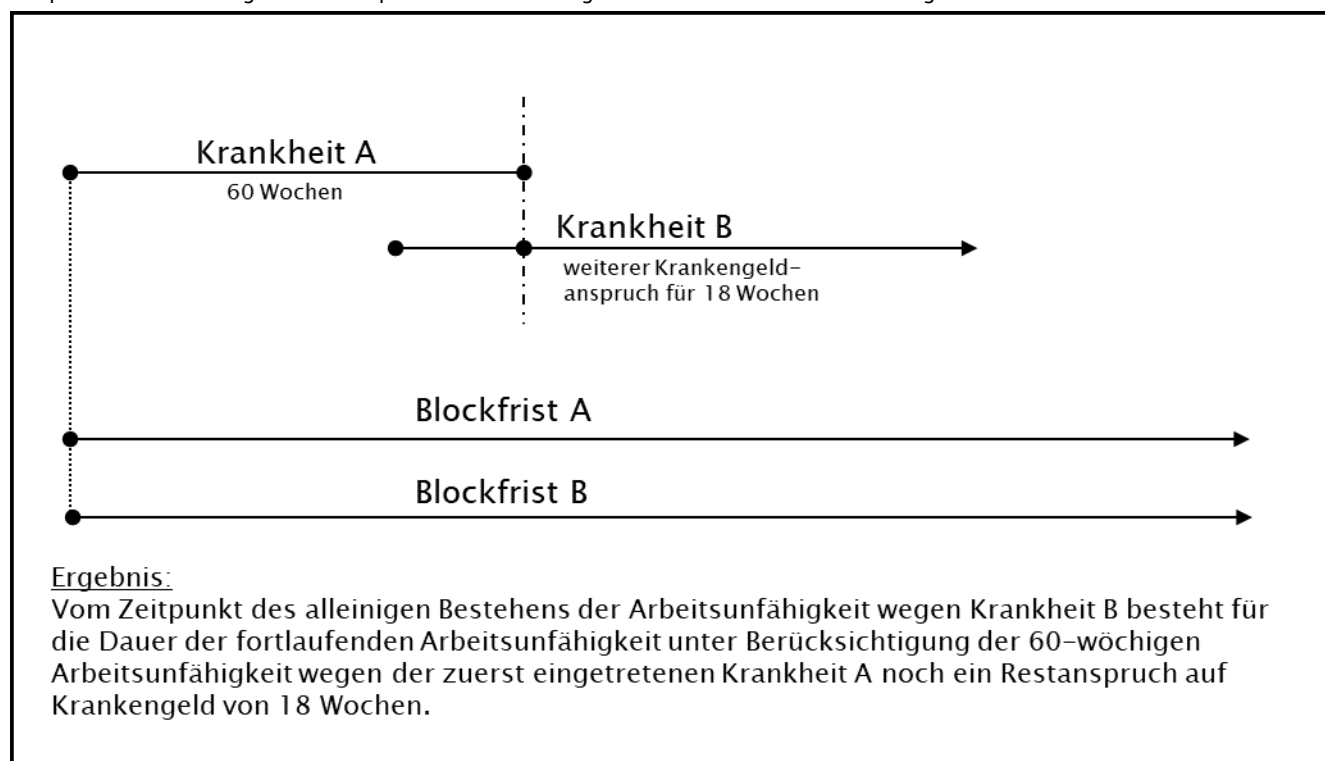 Krankheit A
60 Wochen
Krankheit B
weiterer Krankengeld-
anspruch für 18 Wochen
Blockfrist A
Blockfrist B
Ergebnis:
Vom Zeitpunkt des alleinigen Bestehens der Arbeitsunfähigkeit wegen Krankheit B besteht für
die Dauer der fortlaufenden Arbeitsunfähigkeit unter Berücksichtigung der 60-wöchigen
Arbeitsunfähigkeit wegen der zuerst eingetretenen Krankheit A noch ein Restanspruch auf
Krankengeld von 18 Wochen.